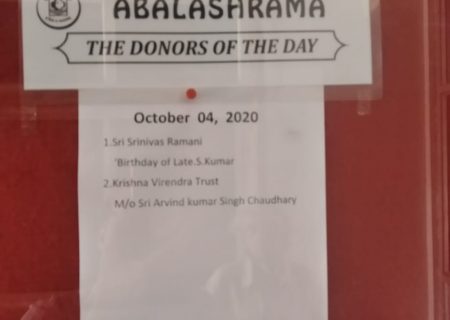 ABALASHRAMA
THE DONORS OF THE DAY
October 04, 2020
1.Sri Srinivas Ramani
'Birthday of Late.S.Kumar
2.Krishna Virendra Trust
M/o Sri Arvind kumar Singh Chaudhary